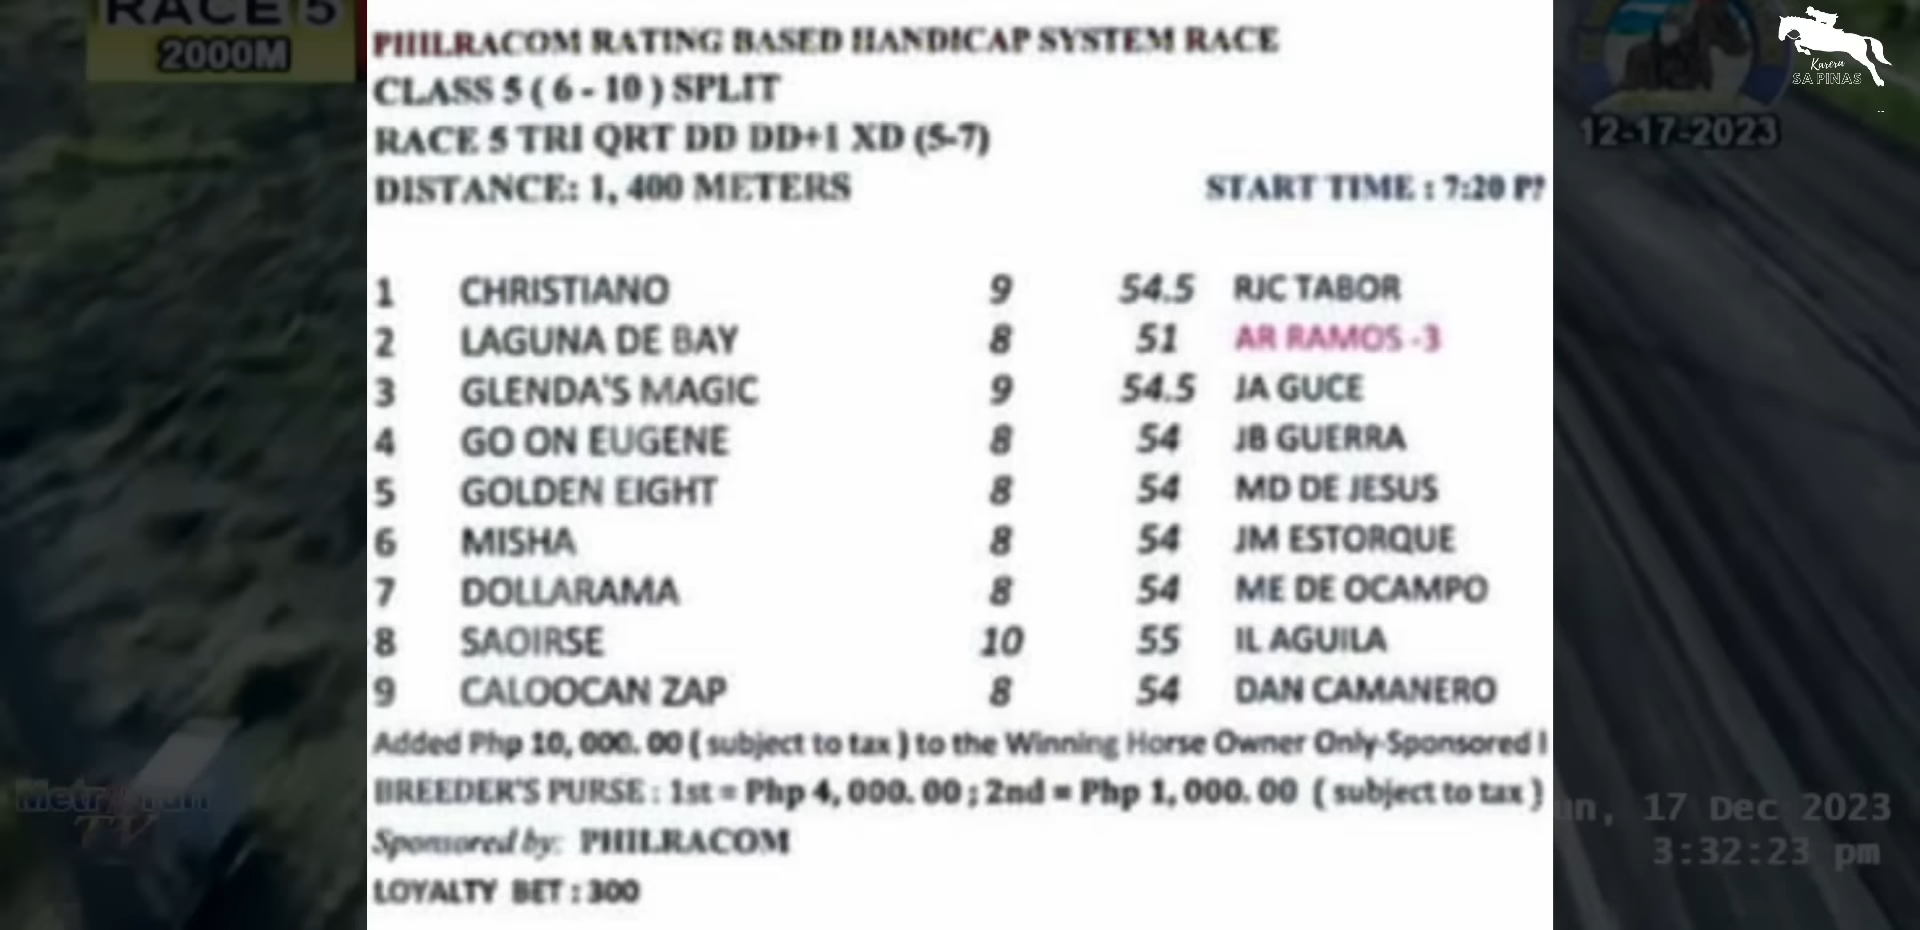 RACE 5
2000M
PHILRACOM RATING BASED HANDICAP SYSTEM RACE
CLASS 5 ( 6 - 10 ) SPLIT
RACE 5 TRI QRT DD DD+1 XD (5-7)
DISTANCE: 1, 400 METERS START TIME : 7:20
1 CHRISTIANO 9 54.5 RJC TABOR
2 LAGUNA DE BAY 8 51 AR RAMOS -3
3 GLENDA'S MAGIC 9 54.5 JA GUCE
4 GO ON EUGENE 8 54 JB GUERRA
5 GOLDEN EIGHT 8 54 MD DE JESUS
6 MISHA 8 54 JM ESTORQUE
7 DOLLARAMA 8 54 ME DE OCAMPO
8 SAOIRSE 10 55 IL AGUILA
9 CALOOCAN ZAP 8 54 DAN CAMANERO
Added Php 10, 000. 00 ( subject to tax ) to the Winning Horse Owner Only-Sponsored
BREEDER'S PURSE : 1st = Php 4, 000. 00 ; 2nd = Php 1, 000. 00 ( subject to tax )
Sponsored by: PHILRACOM
LOYALTY BET : 300
Karera
SA PINAS
12-17-2023
TV
17 Dec 2023
3:32:23 pm